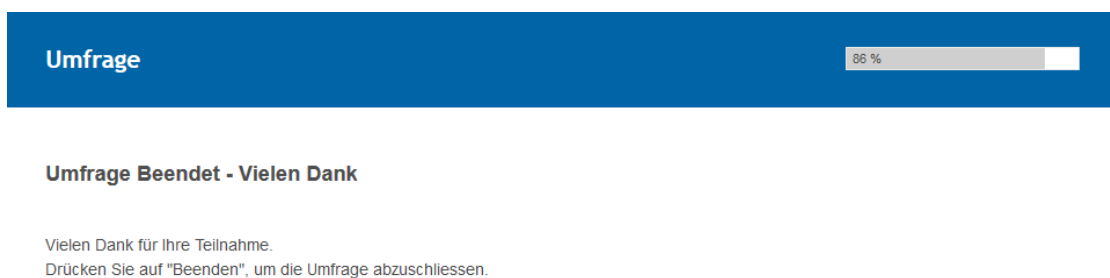 Umfrage
86 %
Umfrage Beendet - Vielen Dank
Vielen Dank für Ihre Teilnahme.
Drücken Sie auf "Beenden", um die Umfrage abzuschliessen.